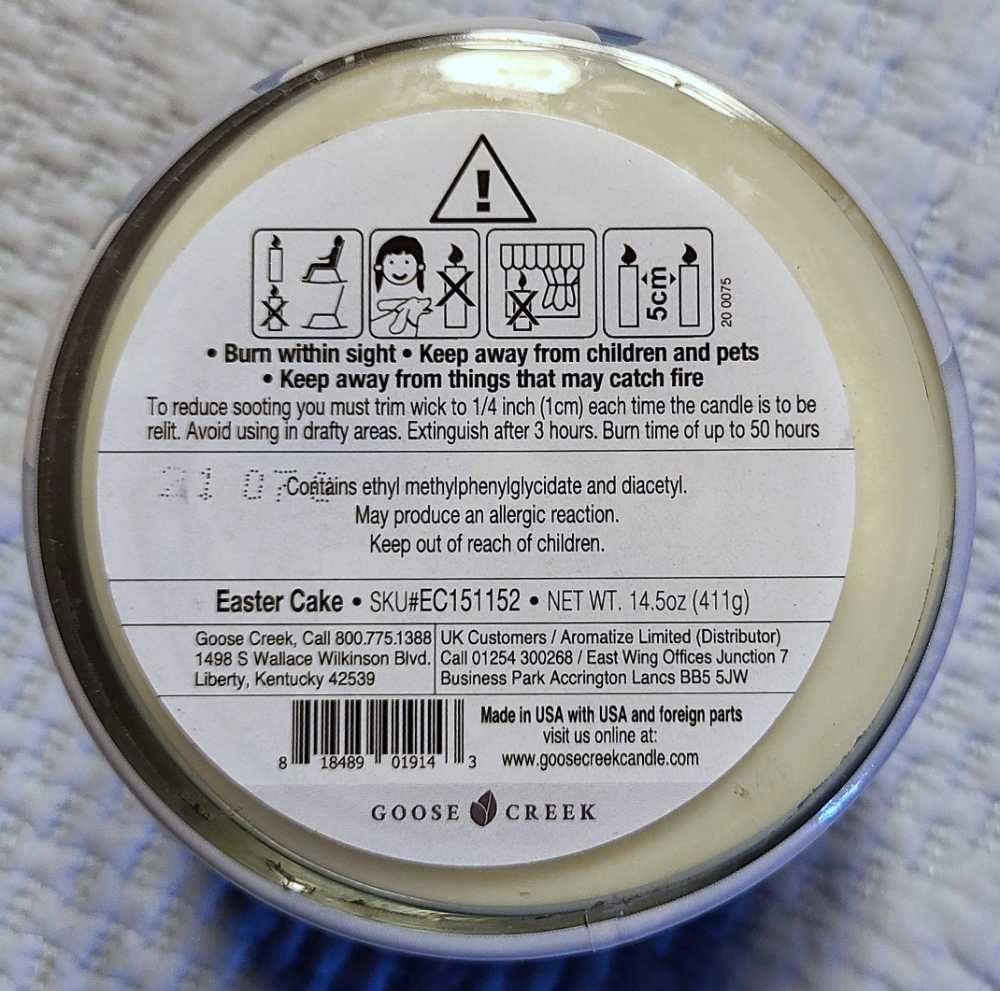 !
5cm
20 0075
• Burn within sight • Keep away from children and pets
• Keep away from things that may catch fire
To reduce sooting you must trim wick to 1/4 inch (1cm) each time the candle is to be
relit. Avoid using in drafty areas. Extinguish after 3 hours. Burn time of up to 50 hours
21
Contains ethyl methylphenylglycidate and diacetyl.
May produce an allergic reaction.
Keep out of reach of children.
Easter Cake • SKU#EC151152 • NET WT. 14.5oz (411g)
Goose Creek, Call 800.775.1388
1498 S Wallace Wilkinson Blvd.
Liberty, Kentucky 42539
UK Customers / Aromatize Limited (Distributor)
Call 01254 300268 / East Wing Offices Junction 7
Business Park Accrington Lancs BB5 5JW
8 18489 01914 3
Made in USA with USA and foreign parts
visit us online at:
www.goosecreekcandle.com
GOOSE CREEK